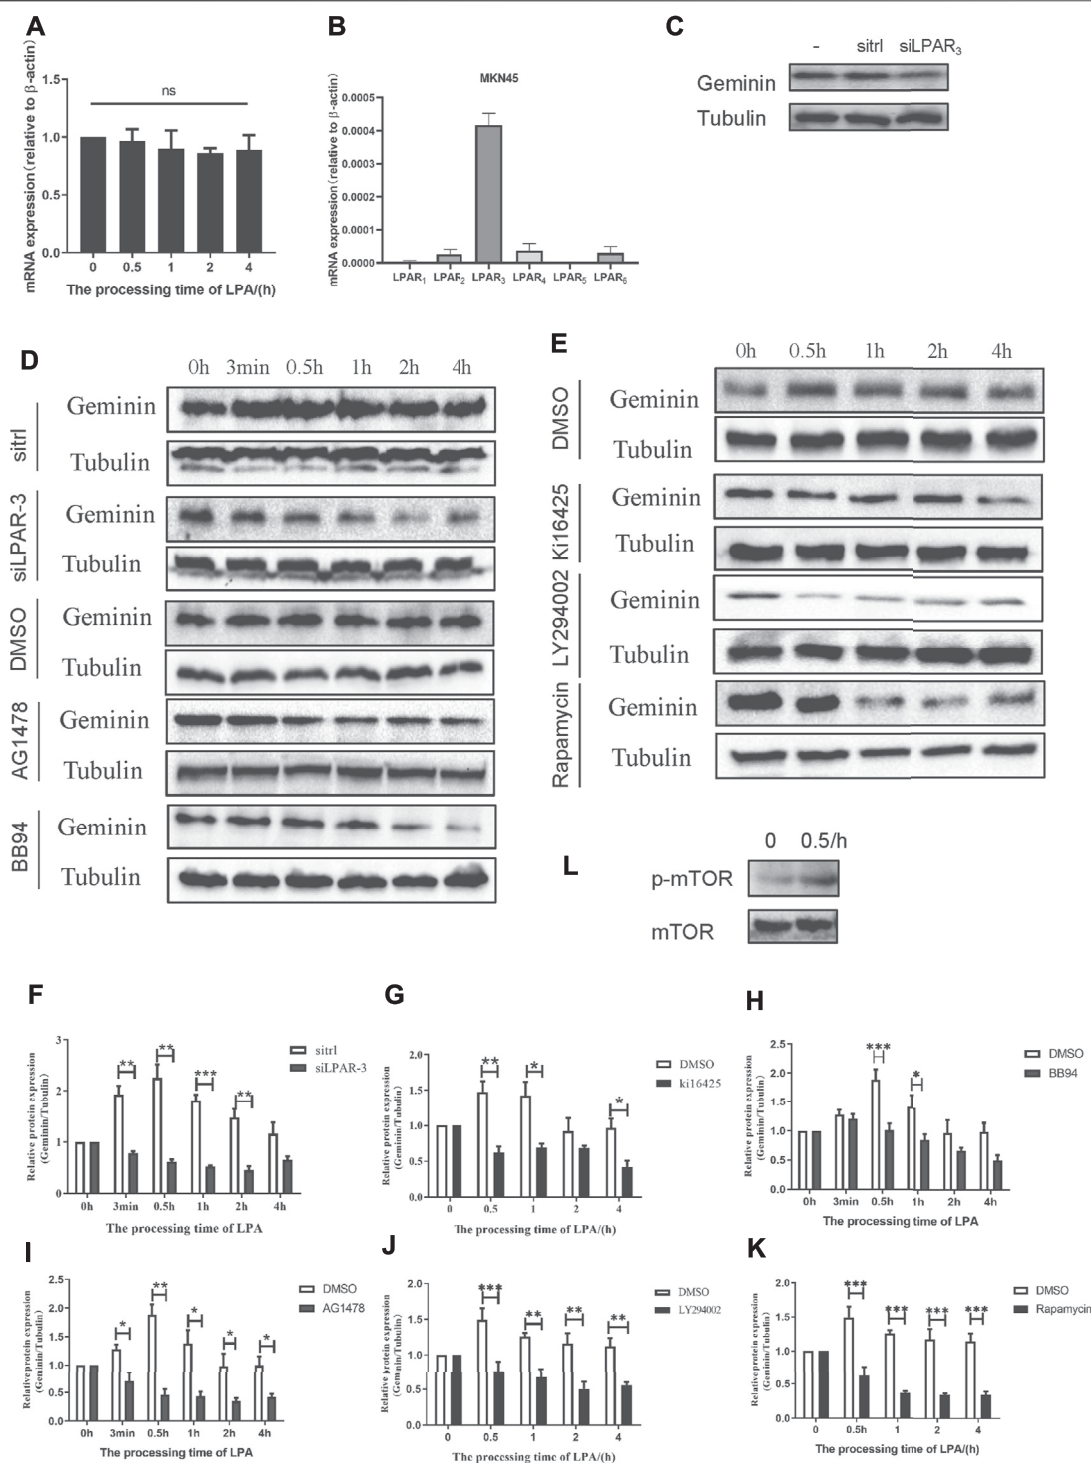 A
mRNA expression(relative to β-actin)
1.5
1.0
0.5
0.0
ns
0 0.5 1 2 4
The processing time of LPA/(h)
B
MKN45
mRNA expression(relative to β-actin)
0.0005
0.0004
0.0003
0.0002
0.0001
0.0000
LPAR1 LPAR2 LPAR3 LPAR4 LPAR5 LPAR6
C
- sitrl siLPAR3
Geminin
Tubulin
D
0h 3min 0.5h 1h 2h 4h
sitrl
Geminin
Tubulin
siLPAR-3
Geminin
Tubulin
DMSO
Geminin
Tubulin
AG1478
Geminin
Tubulin
BB94
Geminin
Tubulin
E
0h 0.5h 1h 2h 4h
DMSO
Geminin
Tubulin
Ki16425
Geminin
Tubulin
LY294002
Geminin
Tubulin
Rapamycin
Geminin
Tubulin
L
0 0.5/h
p-mTOR
mTOR
F
Relative protein expression
(Geminin/Tubulin)
3
2
1
0
** ** *** **
sitrl
siLPAR-3
0h 3min 0.5h 1h 2h 4h
The processing time of LPA
G
Relative protein expression
(Geminin/Tubulin)
2.0
1.5
1.0
0.5
0.0
** * *
DMSO
ki16425
0 0.5 1 2 4
The processing time of LPA/(h)
H
Relative protein expression
(Geminin/Tubulin)
2.5
2.0
1.5
1.0
0.5
0.0
*** *
DMSO
BB94
0h 3min 0.5h 1h 2h 4h
The processing time of LPA
I
Relativeprotein expression
(Geminin/Tubulin)
2.5
2.0
1.5
1.0
0.5
0.0
* ** * * *
DMSO
AG1478
0h 3min 0.5h 1h 2h 4h
The processing time of LPA
J
Relative protein expression
(Geminin/Tubulin)
2.0
1.5
1.0
0.5
0.0
*** ** ** **
DMSO
LY294002
0 0.5 1 2 4
The processing time of LPA/(h)
K
Relativeprotein expression
(Geminin/Tubulin)
2.0
1.5
1.0
0.5
0.0
*** *** *** ***
DMSO
Rapamycin
0 0.5h 1 2 4
The processing time of LPA/(h)